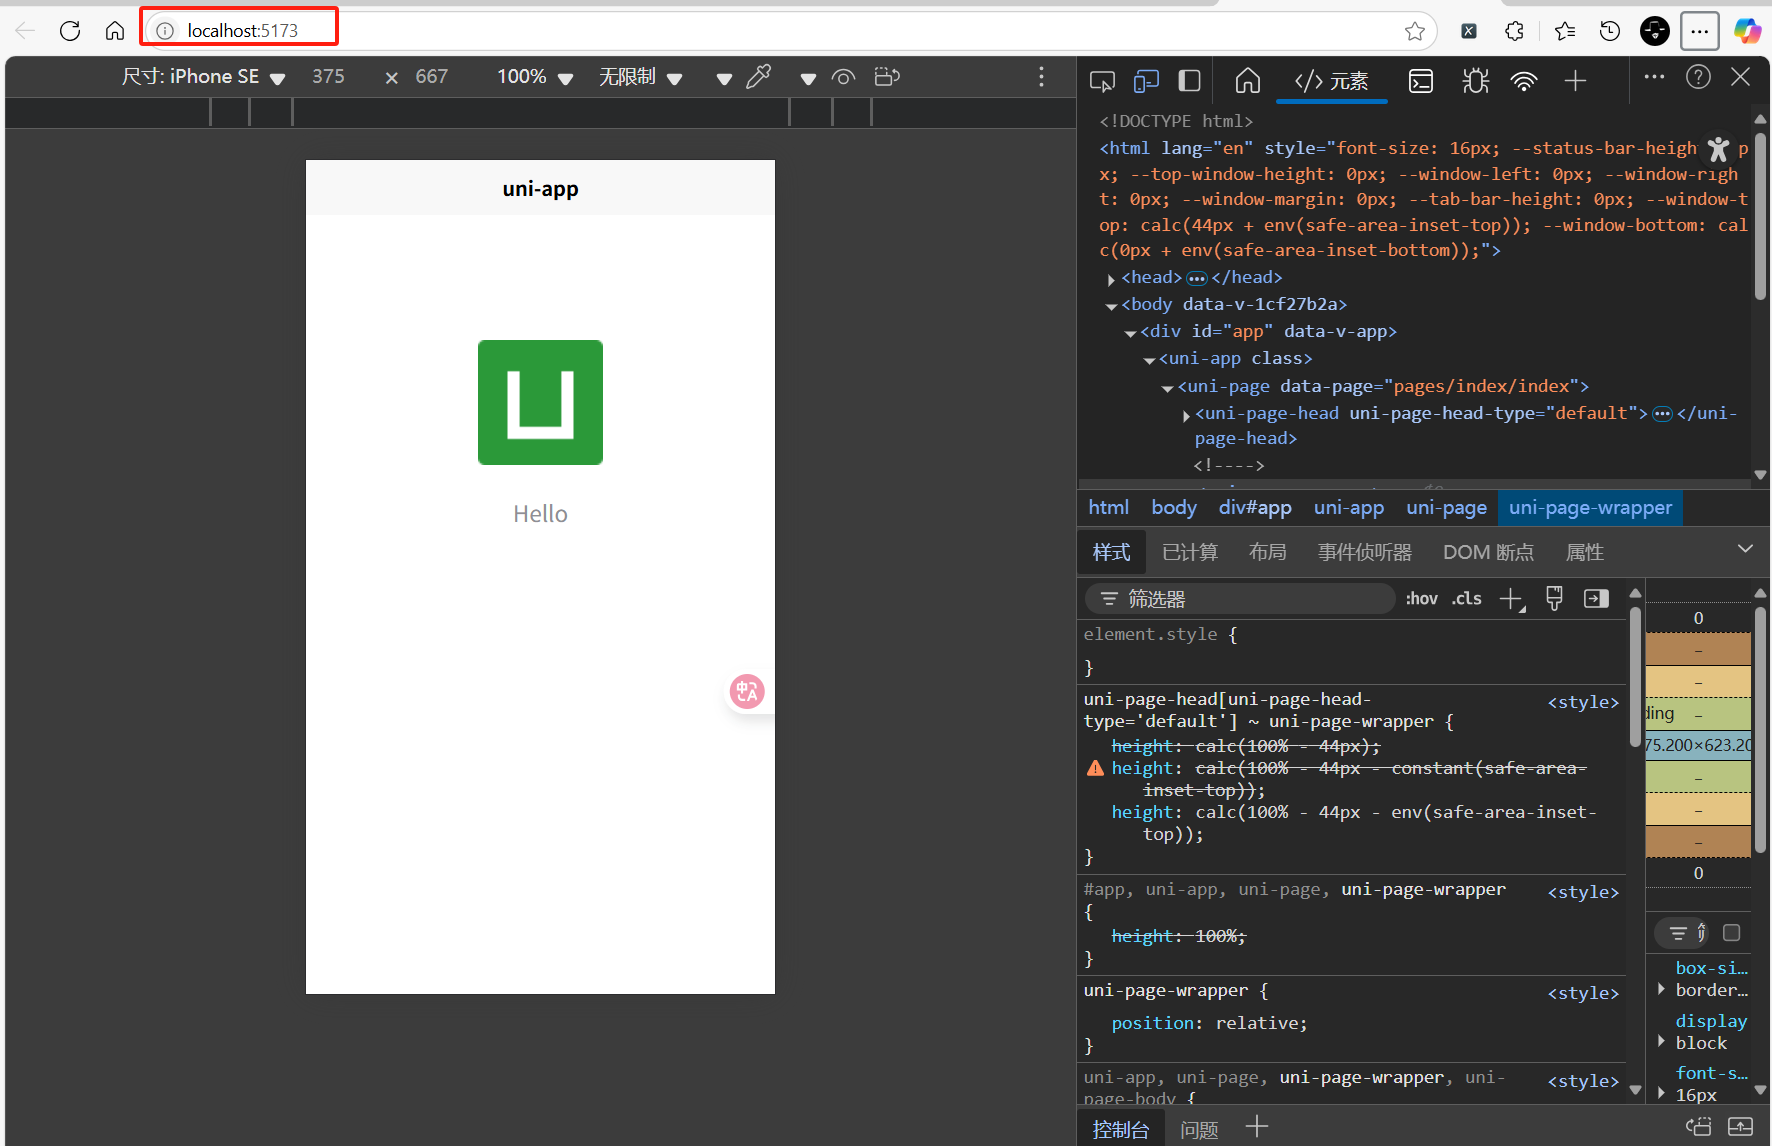 localhost:5173
尺寸: iPhone SE 375 × 667 100% 无限制
元素
uni-app
Hello
中A
<!DOCTYPE html>
<html lang="en" style="font-size: 16px; --status-bar-heigh p
x; --top-window-height: 0px; --window-left: 0px; --window-righ
t: 0px; --window-margin: 0px; --tab-bar-height: 0px; --window-t
op: calc(44px + env(safe-area-inset-top)); --window-bottom: cal
c(0px + env(safe-area-inset-bottom));">
<head>…</head>
<body data-v-1cf27b2a>
<div id="app" data-v-app>
<uni-app class>
<uni-page data-page="pages/index/index">
<uni-page-head uni-page-head-type="default">…</uni-
page-head>
<!---->
html body div#app uni-app uni-page uni-page-wrapper
样式 已计算 布局 事件侦听器 DOM 断点 属性
筛选器 :hov .cls
element.style {
}
uni-page-head[uni-page-head- <style>
type='default'] ~ uni-page-wrapper {
height: calc(100% - 44px);
height: calc(100% - 44px - constant(safe-area-
inset-top));
height: calc(100% - 44px - env(safe-area-inset-
top));
}
#app, uni-app, uni-page, uni-page-wrapper <style>
{
height: 100%;
}
uni-page-wrapper { <style>
position: relative;
}
uni-app, uni-page, uni-page-wrapper, uni- <style>
page-body {
0
–
–
ding –
75.200×623.20
–
–
–
0
box-si…
border…
display
block
font-s…
16px
控制台 问题